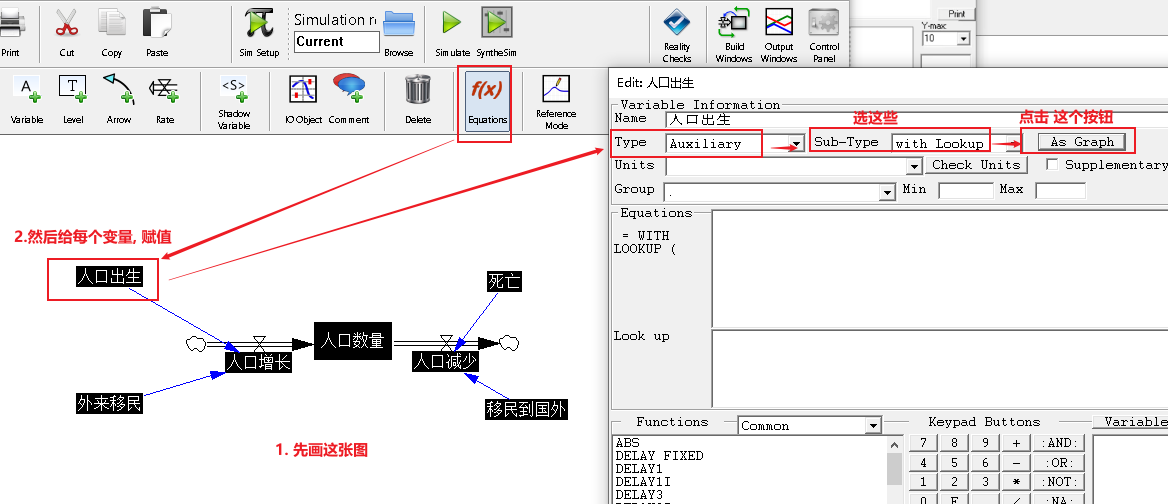 Print
Cut
Copy
Paste
Sim Setup
Simulation r
Current
Browse
Simulate
SyntheSim
Reality
Checks
Build
Windows
Output
Windows
Control
Panel
Print
Y-max:
10
A
Variable
T
Level
Arrow
Rate
<S>
Shadow
Variable
IO Object
Comment
Delete
f(x)
Equations
Reference
Mode
2.然后给每个变量, 赋值
人口出生
死亡
人口数量
人口增长
人口减少
外来移民
移民到国外
1. 先画这张图
Edit: 人口出生
Variable Information
Name
人口出生
选这些
点击 这个按钮
Type
Auxiliary
Sub-Type
with Lookup
As Graph
Units
Check Units
Supplementary
Group
.
Min
Max
Equations
= WITH
LOOKUP (
Look up
Functions
Common
Keypad Buttons
Variable
ABS
DELAY FIXED
DELAY1
DELAY1I
DELAY3
7 8 9 + :AND:
4 5 6 - :OR:
1 2 3 * :NOT:
0 E . / :NA: